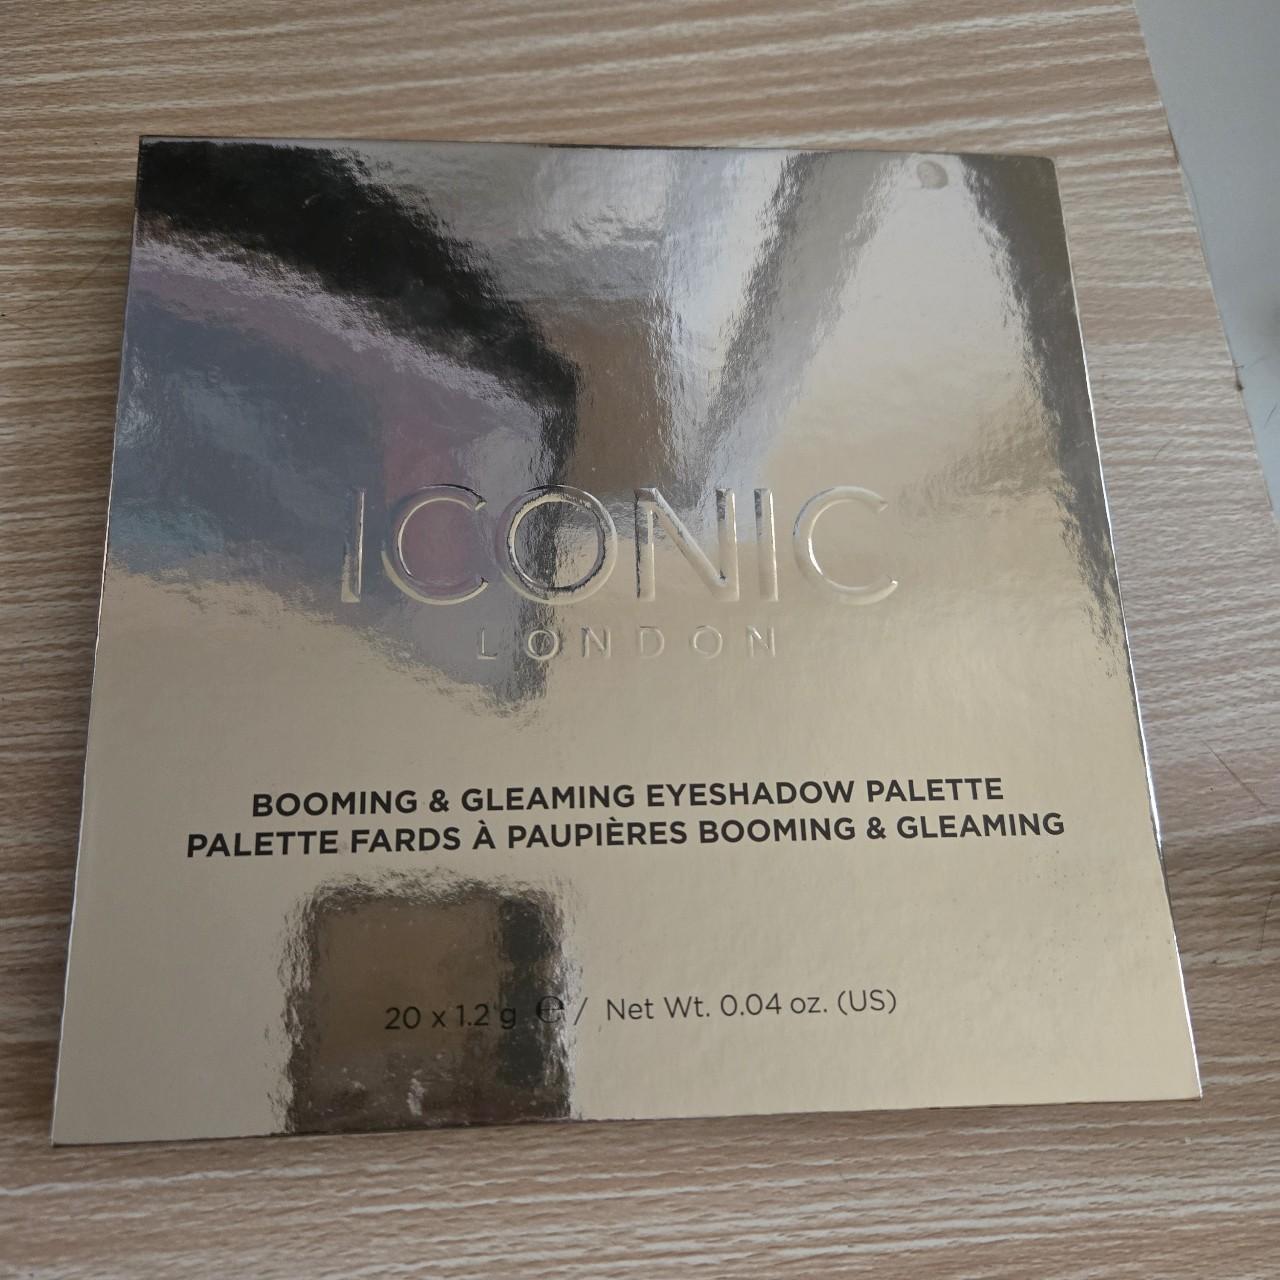 ICONIC
LONDON
BOOMING & GLEAMING EYESHADOW PALETTE
PALETTE FARDS À PAUPIÈRES BOOMING & GLEAMING
20 x 1.2 g ℮ / Net Wt. 0.04 oz. (US)